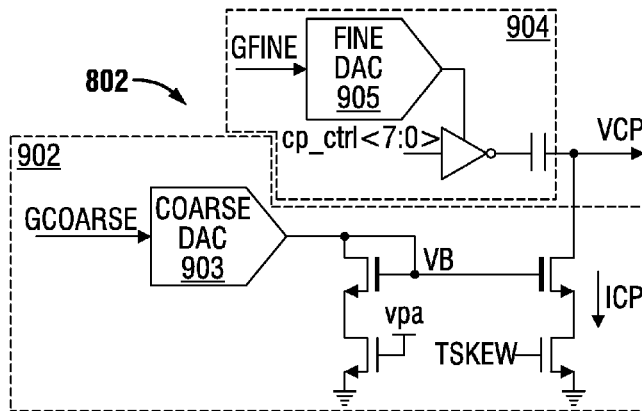 904
GFINE
FINE
DAC
905
802
cp_ctrl<7:0>
VCP
902
GCOARSE
COARSE
DAC
903
VB
ICP
vpa
TSKEW